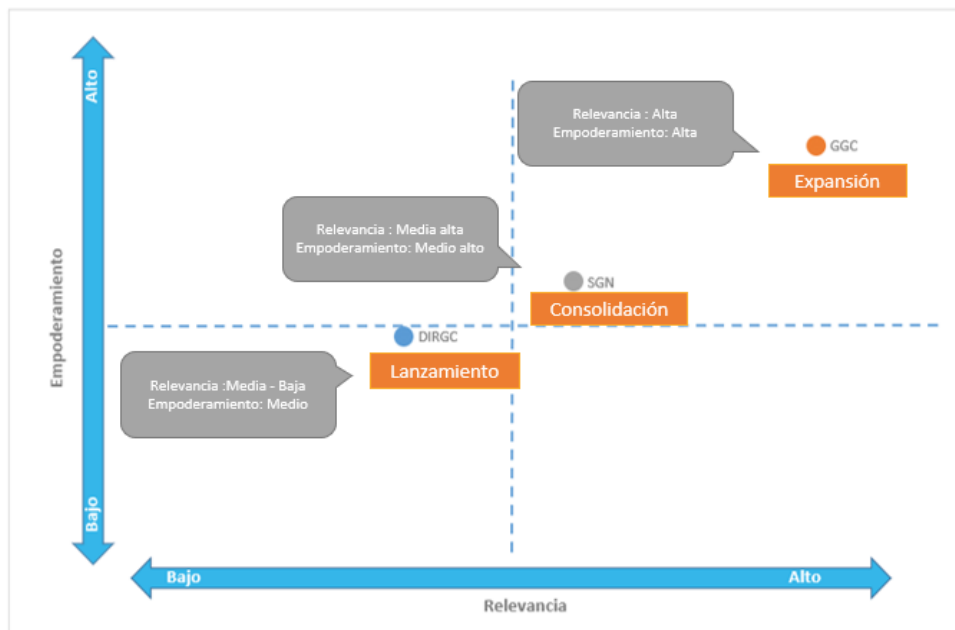 Alto
Relevancia : Alta
Empoderamiento: Alta
GGC
Expansión
Relevancia : Media alta
Empoderamiento: Medio alto
SGN
Consolidación
Empoderamiento
DIRGC
Lanzamiento
Relevancia :Media - Baja
Empoderamiento: Medio
Bajo
Bajo
Alto
Relevancia